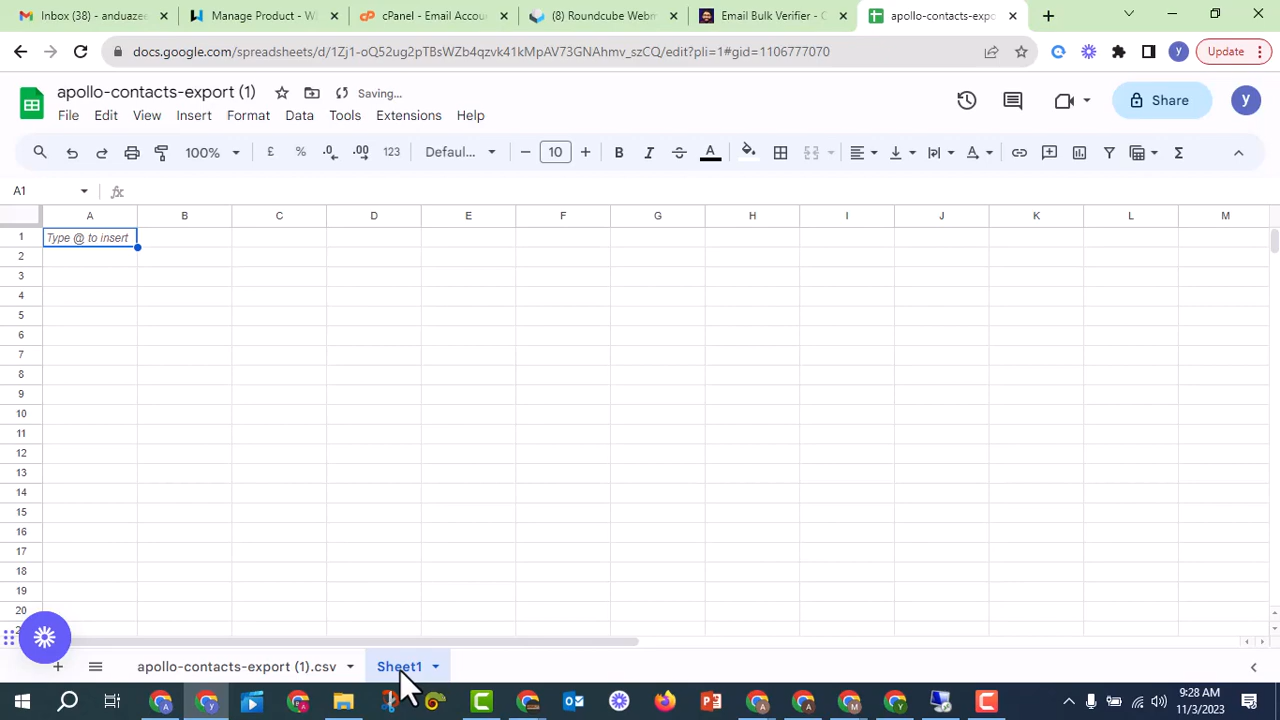 Inbox (38) - anduazes
Manage Product - Wi
cPanel - Email Accou
(8) Roundcube Webm
Email Bulk Verifier - C
apollo-contacts-expo
docs.google.com/spreadsheets/d/1Zj1-oQ52ug2pTBsWZb4qzvk41kMpAV73GNAhmv_szCQ/edit?pli=1#gid=1106777070
y
Update
apollo-contacts-export (1)
Saving...
Share
y
File Edit View Insert Format Data Tools Extensions Help
100% £ % .0 .00 123 Defaul... 10 B I A
A1 fx
A B C D E F G H I J K L M
1 Type @ to insert
2
3
4
5
6
7
8
9
10
11
12
13
14
15
16
17
18
19
20
apollo-contacts-export (1).csv
Sheet1
9:28 AM
11/3/2023